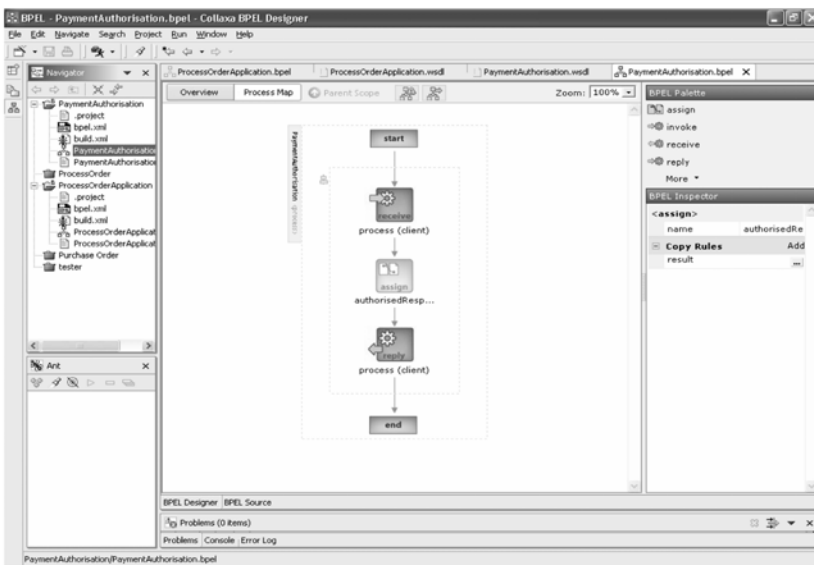 BPEL - PaymentAuthorisation.bpel - Collaxa BPEL Designer
File Edit Navigate Search Project Run Window Help
Navigator
PaymentAuthorisation
.project
bpel.xml
build.xml
PaymentAuthorisatio
PaymentAuthorisatio
ProcessOrder
ProcessOrderApplication
.project
bpel.xml
build.xml
ProcessOrderApplicat
ProcessOrderApplicat
Purchase Order
tester
Ant
ProcessOrderApplication.bpel
ProcessOrderApplication.wsdl
PaymentAuthorisation.wsdl
PaymentAuthorisation.bpel
Overview
Process Map
Parent Scope
Zoom: 100%
PaymentAuthorisation <process>
start
receive
process (client)
assign
authorisedResp...
reply
process (client)
end
BPEL Designer BPEL Source
BPEL Palette
assign
invoke
receive
reply
More
BPEL Inspector
<assign>
name authorisedRe
Copy Rules Add
result ...
Problems (0 items)
Problems Console Error Log
PaymentAuthorisation/PaymentAuthorisation.bpel